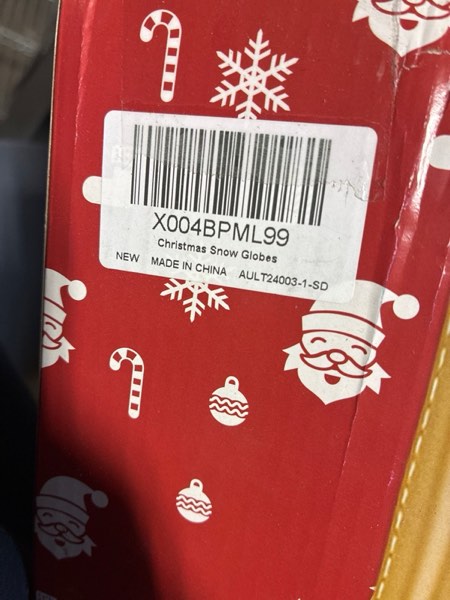 X004BPML99
Christmas Snow Globes
NEW MADE IN CHINA AULT24003-1-SD